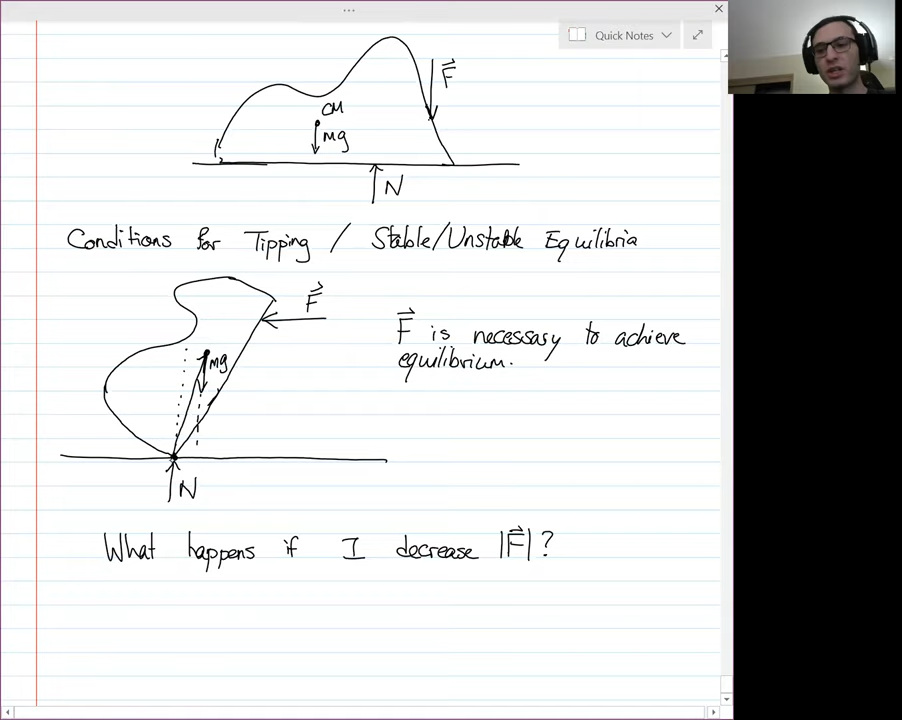 Quick Notes
F
CM
Mg
N
Conditions for Tipping / Stable/Unstable Equilibria
F
Mg
F is necessary to achieve
equilibrium.
N
What happens if I decrease |F|?